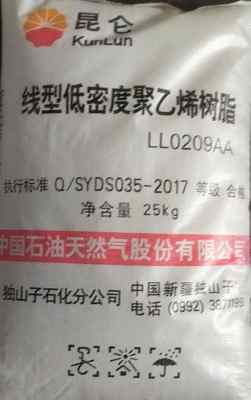 昆仑
KunLun
线型低密度聚乙烯树脂
LL0209AA
执行标准 Q/SYDS035-2017 等级 合格
净含量 25kg
中国石油天然气股份有限公司
独山子石化分公司 中国新疆独山子
电话 (0992)